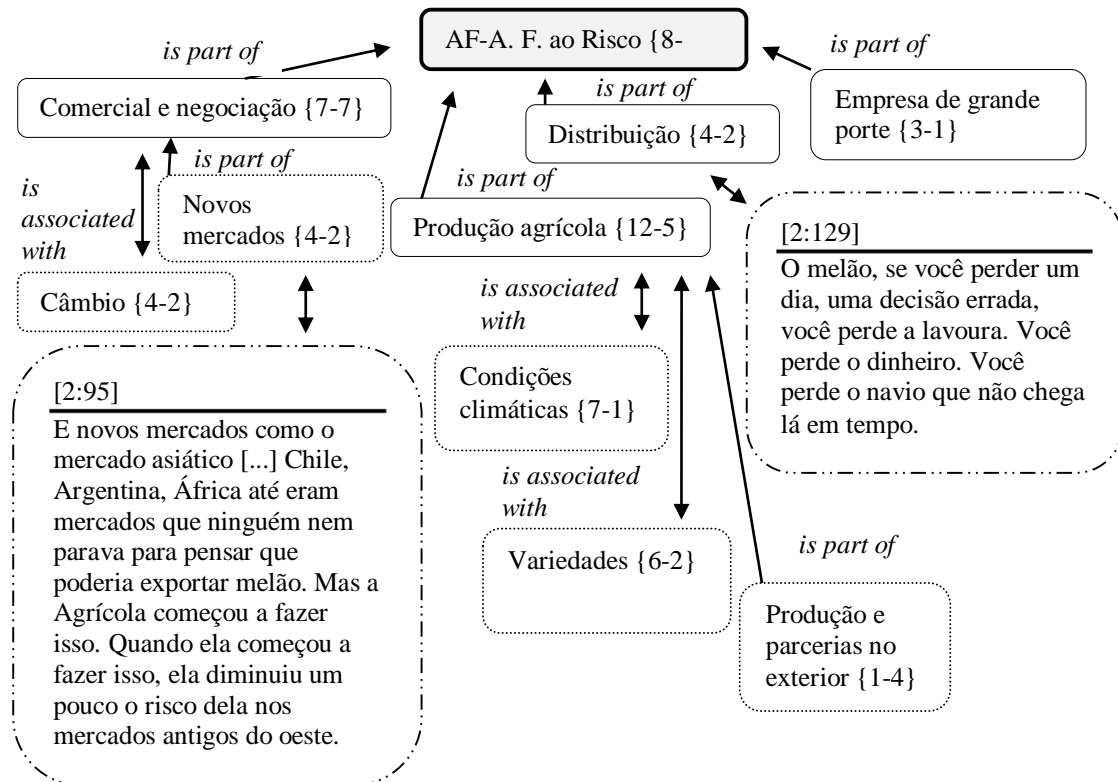 AF-A. F. ao Risco {8-
is part of
Comercial e negociação {7-7}
is part of
Distribuição {4-2}
Empresa de grande
porte {3-1}
is
associated
with
is part of
Novos
mercados {4-2}
is part of
Produção agrícola {12-5}
Câmbio {4-2}
[2:129]
O melão, se você perder um
dia, uma decisão errada,
você perde a lavoura. Você
perde o dinheiro. Você
perde o navio que não chega
lá em tempo.
is associated
with
Condições
climáticas {7-1}
[2:95]
E novos mercados como o
mercado asiático [...] Chile,
Argentina, África até eram
mercados que ninguém nem
parava para pensar que
poderia exportar melão. Mas a
Agrícola começou a fazer
isso. Quando ela começou a
fazer isso, ela diminuiu um
pouco o risco dela nos
mercados antigos do oeste.
is associated
with
Variedades {6-2}
is part of
Produção e
parcerias no
exterior {1-4}